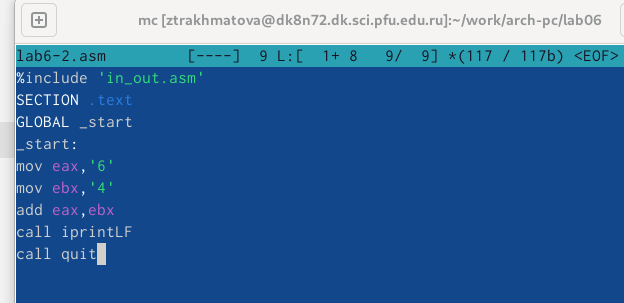 mc [ztrakhmatova@dk8n72.dk.sci.pfu.edu.ru]:~/work/arch-pc/lab06
lab6-2.asm [----] 9 L:[ 1+ 8 9/ 9] *(117 / 117b) <EOF>
%include 'in_out.asm'
SECTION .text
GLOBAL _start
_start:
mov eax,'6'
mov ebx,'4'
add eax,ebx
call iprintLF
call quit